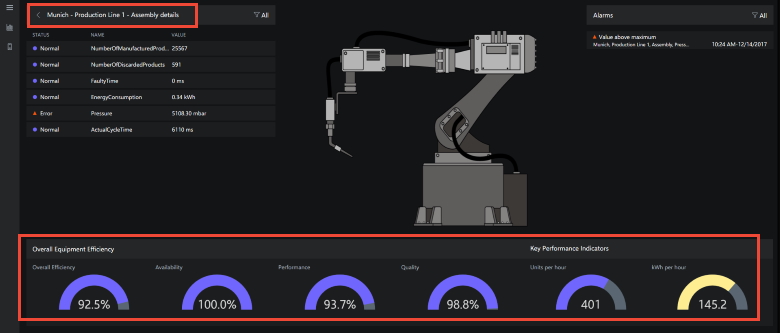 Munich - Production Line 1 - Assembly details
All
STATUS NAME VALUE
Normal NumberOfManufacturedProd... 25567
Normal NumberOfDiscardedProducts 591
Normal FaultyTime 0 ms
Normal EnergyConsumption 0.34 kWh
Error Pressure 5108.30 mbar
Normal ActualCycleTime 6110 ms
Alarms
All
Value above maximum
Munich, Production Line 1, Assembly, Press... 10:24 AM-12/14/2017
Overall Equipment Efficiency
Overall Efficiency Availability Performance Quality
92.5% 100.0% 93.7% 98.8%
Key Performance Indicators
Units per hour kWh per hour
401 145.2